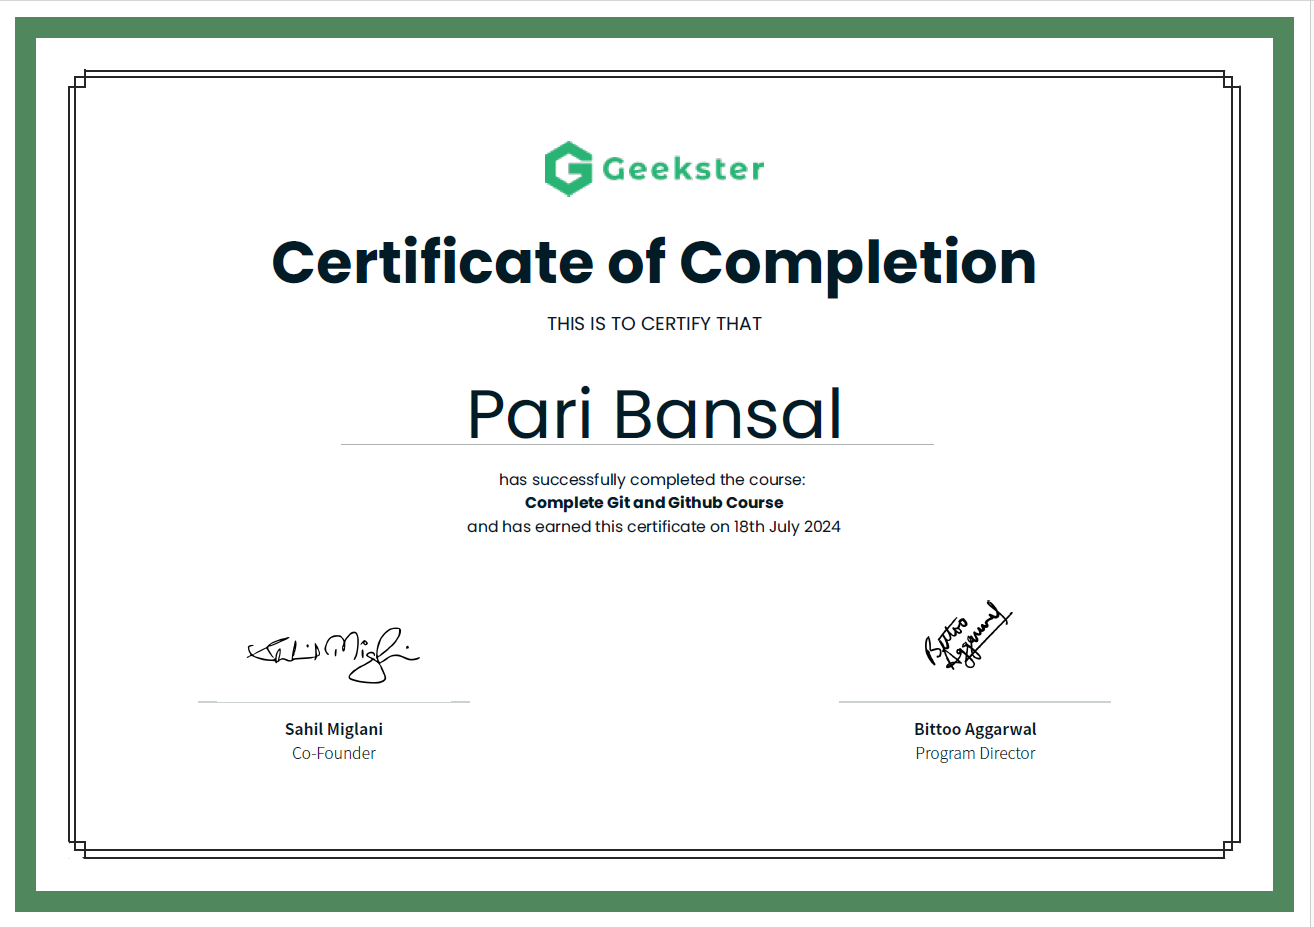 Geekster
Certificate of Completion
THIS IS TO CERTIFY THAT
Pari Bansal
has successfully completed the course:
Complete Git and Github Course
and has earned this certificate on 18th July 2024
Sahil Miglani
Bittoo
Aggarwal
Sahil Miglani
Co-Founder
Bittoo Aggarwal
Program Director